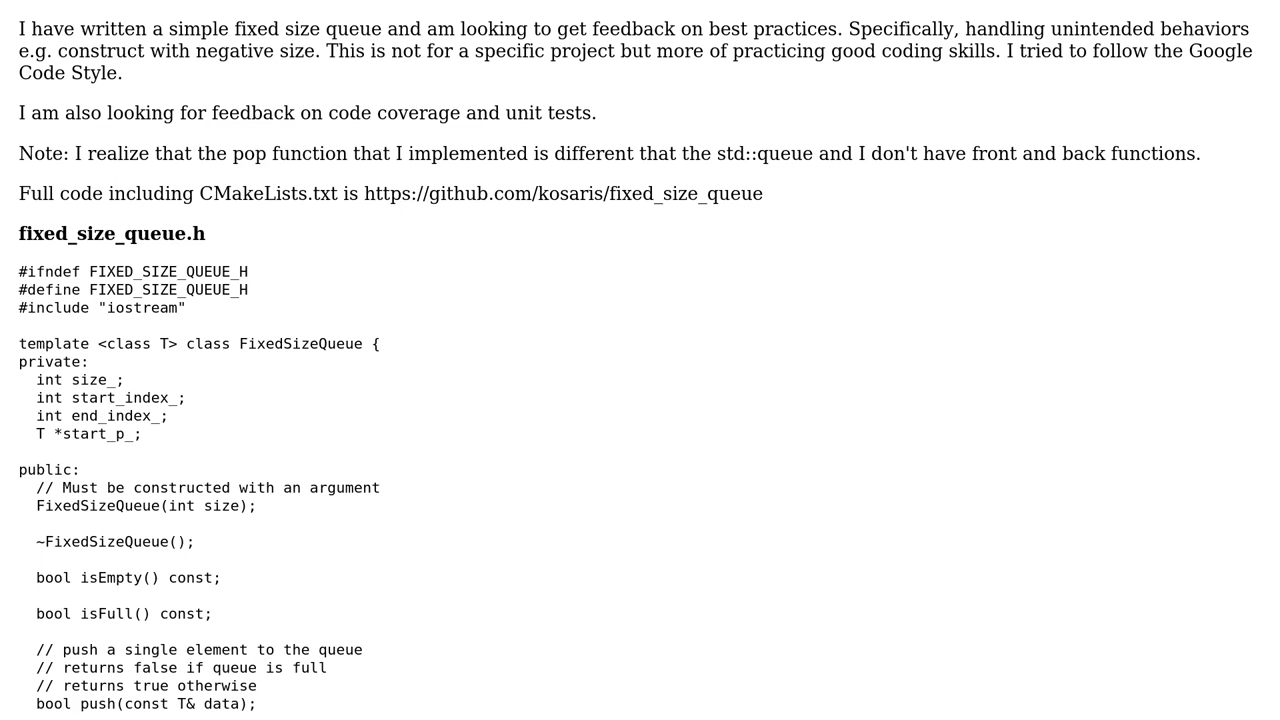 I have written a simple fixed size queue and am looking to get feedback on best practices. Specifically, handling unintended behaviors
e.g. construct with negative size. This is not for a specific project but more of practicing good coding skills. I tried to follow the Google
Code Style.
I am also looking for feedback on code coverage and unit tests.
Note: I realize that the pop function that I implemented is different that the std::queue and I don't have front and back functions.
Full code including CMakeLists.txt is https://github.com/kosaris/fixed_size_queue
fixed_size_queue.h
#ifndef FIXED_SIZE_QUEUE_H
#define FIXED_SIZE_QUEUE_H
#include "iostream"
template <class T> class FixedSizeQueue {
private:
  int size_;
  int start_index_;
  int end_index_;
  T *start_p_;
public:
  // Must be constructed with an argument
  FixedSizeQueue(int size);
  ~FixedSizeQueue();
  bool isEmpty() const;
  bool isFull() const;
  // push a single element to the queue
  // returns false if queue is full
  // returns true otherwise
  bool push(const T& data);